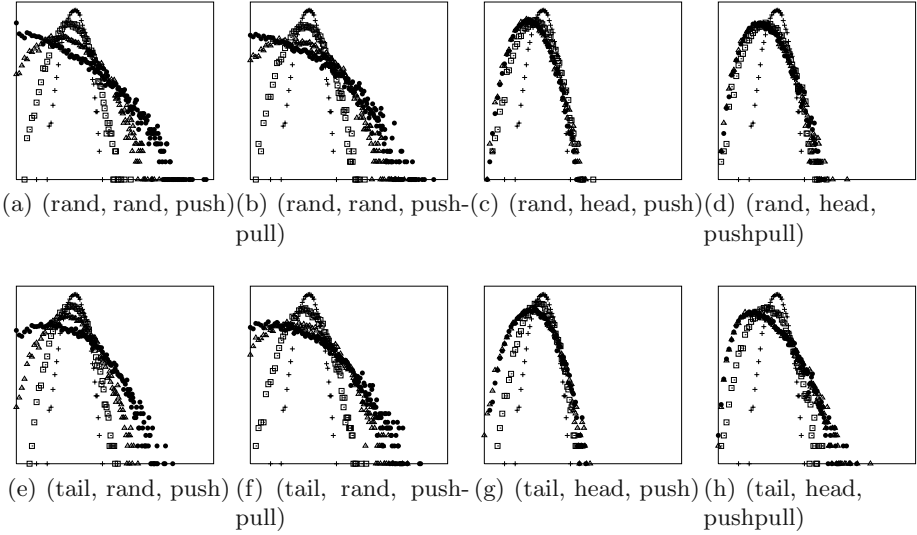 (a) (rand, rand, push)
(b) (rand, rand, push-
pull)
(c) (rand, head, push)
(d) (rand, head,
pushpull)
(e) (tail, rand, push)
(f) (tail, rand, push-
pull)
(g) (tail, head, push)
(h) (tail, head,
pushpull)